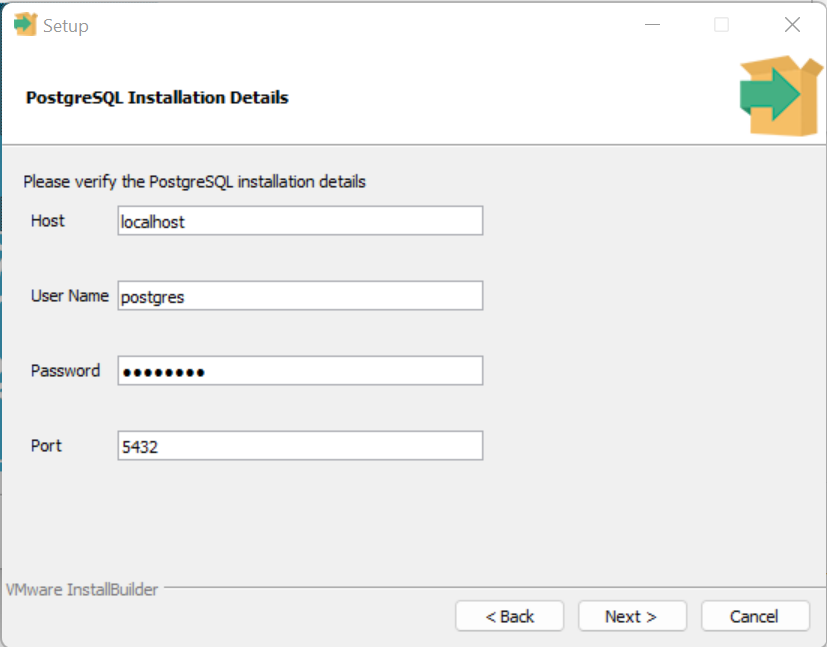 Setup
PostgreSQL Installation Details
Please verify the PostgreSQL installation details
Host localhost
User Name postgres
Password ●●●●●●●●
Port 5432
VMware InstallBuilder
< Back Next > Cancel